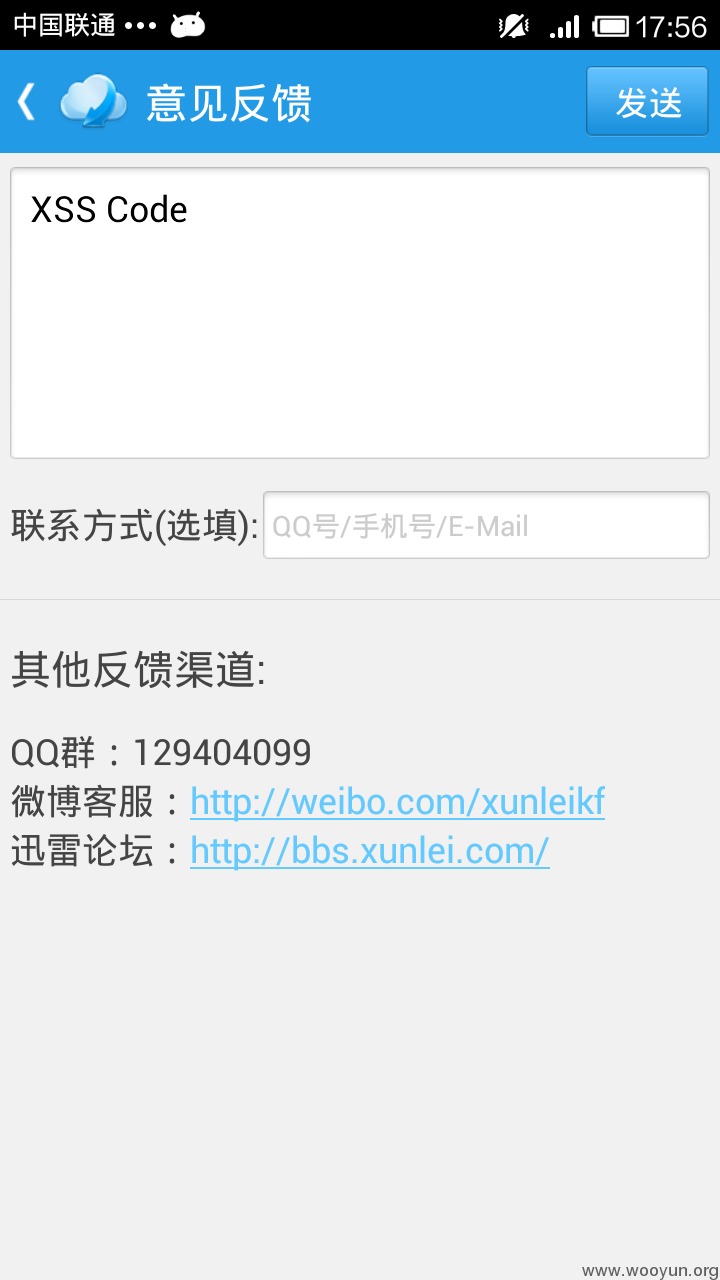 中国联通 ••• 17:56
意见反馈 发送
XSS Code
联系方式(选填): QQ号/手机号/E-Mail
其他反馈渠道:
QQ群：129404099
微博客服：http://weibo.com/xunleikf
迅雷论坛：http://bbs.xunlei.com/
www.wooyun.org